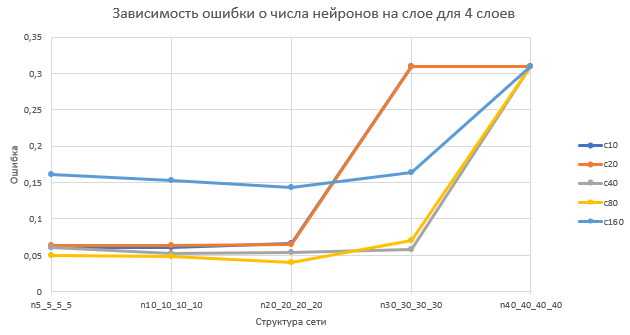 Зависимость ошибки о числа нейронов на слое для 4 слоев
0,35
0,3
0,25
0,2
0,15
0,1
0,05
0
Ошибка
n5_5_5_5
n10_10_10_10
n20_20_20_20
n30_30_30_30
n40_40_40_40
Структура сети
c10
c20
c40
c80
c160